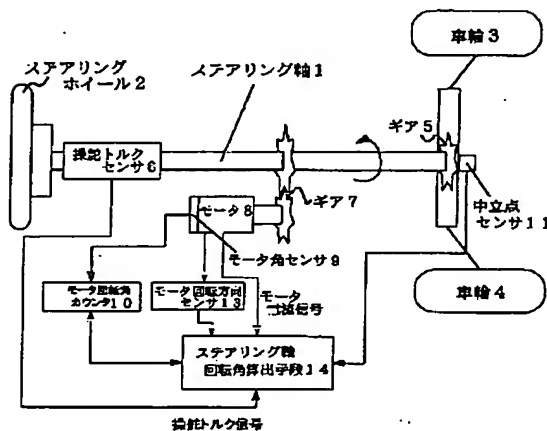 車輪3
ステアリング
ホイール2
ステアリング軸1
ギア5
操舵トルク
センサ6
ギア7
中立点
センサ11
モータ8
モータ角センサ9
車輪4
モータ回転角
カウンタ10
モータ回転方向
センサ13
モータ
電流信号
ステアリング軸
回転角算出手段14
操舵トルク信号